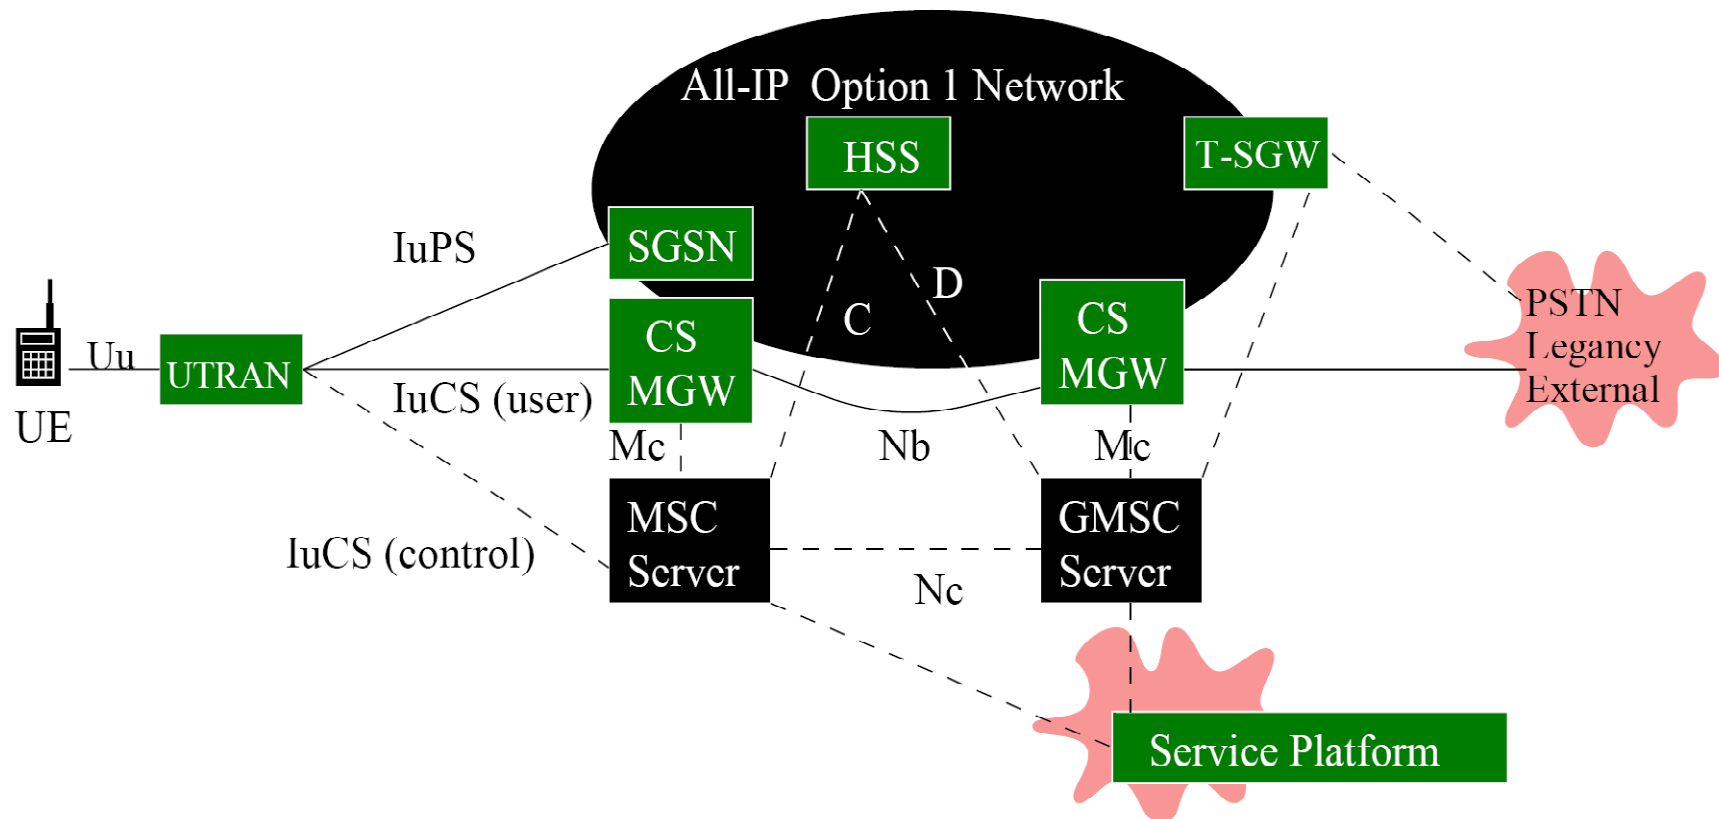 All-IP Option 1 Network
HSS
T-SGW
IuPS
SGSN
D
C
CS
MGW
CS
MGW
PSTN
Legancy
External
Uu
UTRAN
UE
IuCS (user)
Mc
Nb
Mc
MSC
Server
GMSC
Server
IuCS (control)
Nc
Service Platform